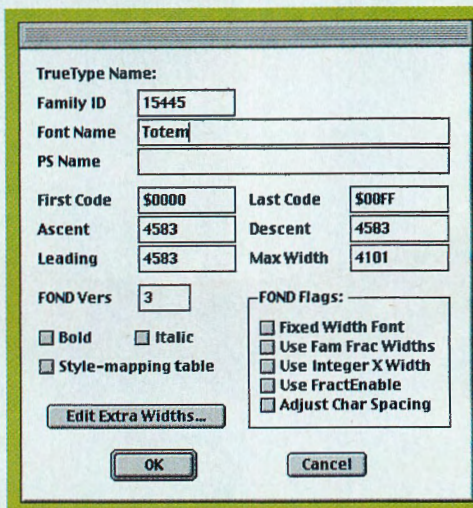 TrueType Name:
Family ID 15445
Font Name Totem
PS Name
First Code $0000 Last Code $00FF
Ascent 4583 Descent 4583
Leading 4583 Max Width 4101
FOND Vers 3
Bold Italic
Style-mapping table
FOND Flags:
Fixed Width Font
Use Fam Frac Widths
Use Integer X Width
Use FractEnable
Adjust Char Spacing
Edit Extra Widths...
OK Cancel